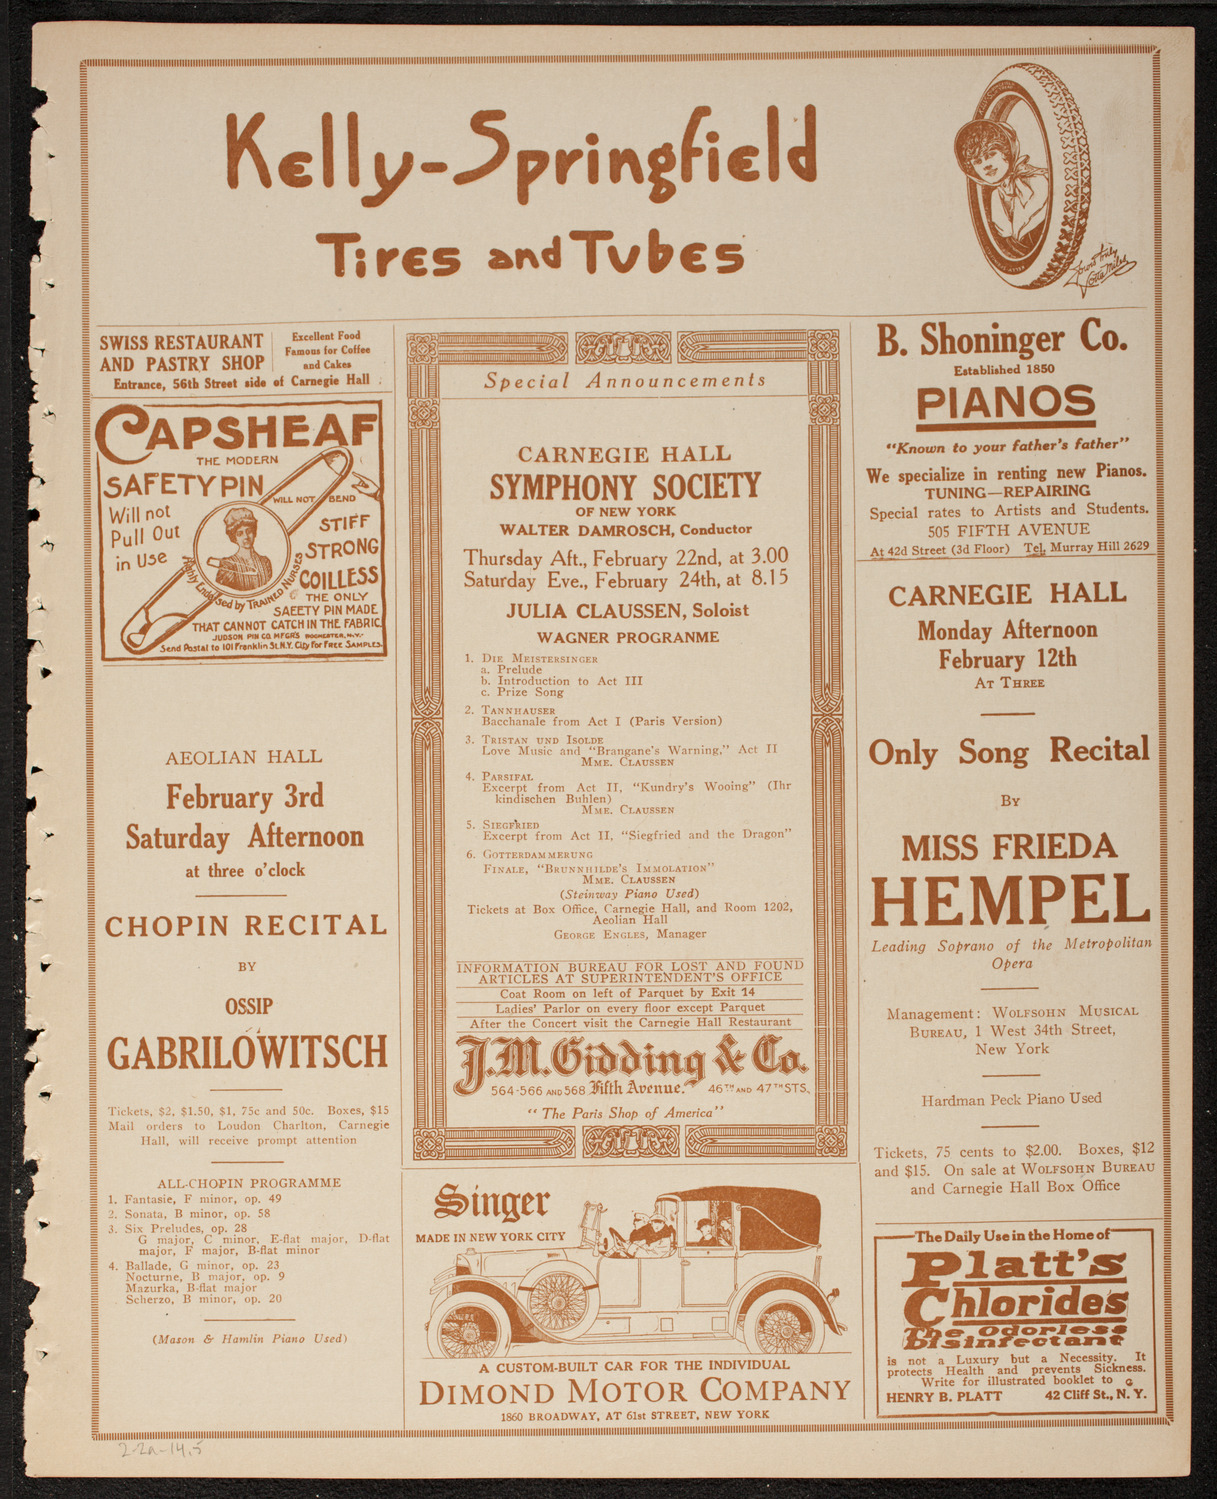 Kelly-Springfield
Tires and Tubes
Yours truly
Lotta Miles
SWISS RESTAURANT
AND PASTRY SHOP
Excellent Food
Famous for Coffee
and Cakes
Entrance, 56th Street side of Carnegie Hall
CAPSHEAF
THE MODERN
SAFETY PIN
WILL NOT BEND
Will not
Pull Out
in Use
STIFF
STRONG
COILLESS
Highly Endorsed by TRAINED NURSES
THE ONLY
SAFETY PIN MADE
THAT CANNOT CATCH IN THE FABRIC.
JUDSON PIN CO. MFGRS ROCHESTER, N.Y.
Send Postal to 101 Franklin St. N.Y. City for FREE SAMPLES.
AEOLIAN HALL
February 3rd
Saturday Afternoon
at three o'clock
CHOPIN RECITAL
BY
OSSIP
GABRILÓWITSCH
Tickets, $2, $1.50, $1, 75c and 50c. Boxes, $15
Mail orders to Loudon Charlton, Carnegie
Hall, will receive prompt attention
ALL-CHOPIN PROGRAMME
1. Fantasie, F minor, op. 49
2. Sonata, B minor, op. 58
3. Six Preludes, op. 28
G major, C minor, E-flat major, D-flat
major, F major, B-flat minor
4. Ballade, G minor, op. 23
Nocturne, B major, op. 9
Mazurka, B-flat major
Scherzo, B minor, op. 20
(Mason & Hamlin Piano Used)
Special Announcements
CARNEGIE HALL
SYMPHONY SOCIETY
OF NEW YORK
WALTER DAMROSCH, Conductor
Thursday Aft., February 22nd, at 3.00
Saturday Eve., February 24th, at 8.15
JULIA CLAUSSEN, Soloist
WAGNER PROGRANME
1. DIE MEISTERSINGER
a. Prelude
b. Introduction to Act III
c. Prize Song
2. TANNHAUSER
Bacchanale from Act I (Paris Version)
3. TRISTAN UND ISOLDE
Love Music and "Brangane's Warning," Act II
MME. CLAUSSEN
4. PARSIFAL
Excerpt from Act II, "Kundry's Wooing" (Ihr
kindischen Buhlen)
MME. CLAUSSEN
5. SIEGFRIED
Excerpt from Act II, "Siegfried and the Dragon"
6. GOTTERDAMMERUNG
FINALE, "BRUNNHILDE'S IMMOLATION"
MME. CLAUSSEN
(Steinway Piano Used)
Tickets at Box Office, Carnegie Hall, and Room 1202,
Aeolian Hall
GEORGE ENGLES, Manager
INFORMATION BUREAU FOR LOST AND FOUND
ARTICLES AT SUPERINTENDENT'S OFFICE
Coat Room on left of Parquet by Exit 14
Ladies' Parlor on every floor except Parquet
After the Concert visit the Carnegie Hall Restaurant
J.M. Gidding & Co.
564-566 AND 568 Fifth Avenue. 46TH AND 47TH STS.
"The Paris Shop of America"
Singer
MADE IN NEW YORK CITY
A CUSTOM-BUILT CAR FOR THE INDIVIDUAL
DIMOND MOTOR COMPANY
1860 BROADWAY, AT 61st STREET, NEW YORK
B. Shoninger Co.
Established 1850
PIANOS
"Known to your father's father"
We specialize in renting new Pianos.
TUNING—REPAIRING
Special rates to Artists and Students.
505 FIFTH AVENUE
At 42d Street (3d Floor) Tel. Murray Hill 2629
CARNEGIE HALL
Monday Afternoon
February 12th
AT THREE
Only Song Recital
BY
MISS FRIEDA
HEMPEL
Leading Soprano of the Metropolitan
Opera
Management: WOLFSOHN MUSICAL
BUREAU, 1 West 34th Street,
New York
Hardman Peck Piano Used
Tickets, 75 cents to $2.00. Boxes, $12
and $15. On sale at WOLFSOHN BUREAU
and Carnegie Hall Box Office
The Daily Use in the Home of
Platt's
Chlorides
The Odorless
Disinfectant
is not a Luxury but a Necessity. It
protects Health and prevents Sickness.
Write for illustrated booklet to
HENRY B. PLATT 42 Cliff St., N. Y.
2-2a-14.5